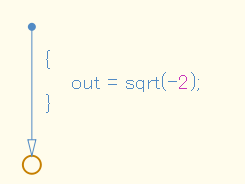 {
out = sqrt(-2);
}